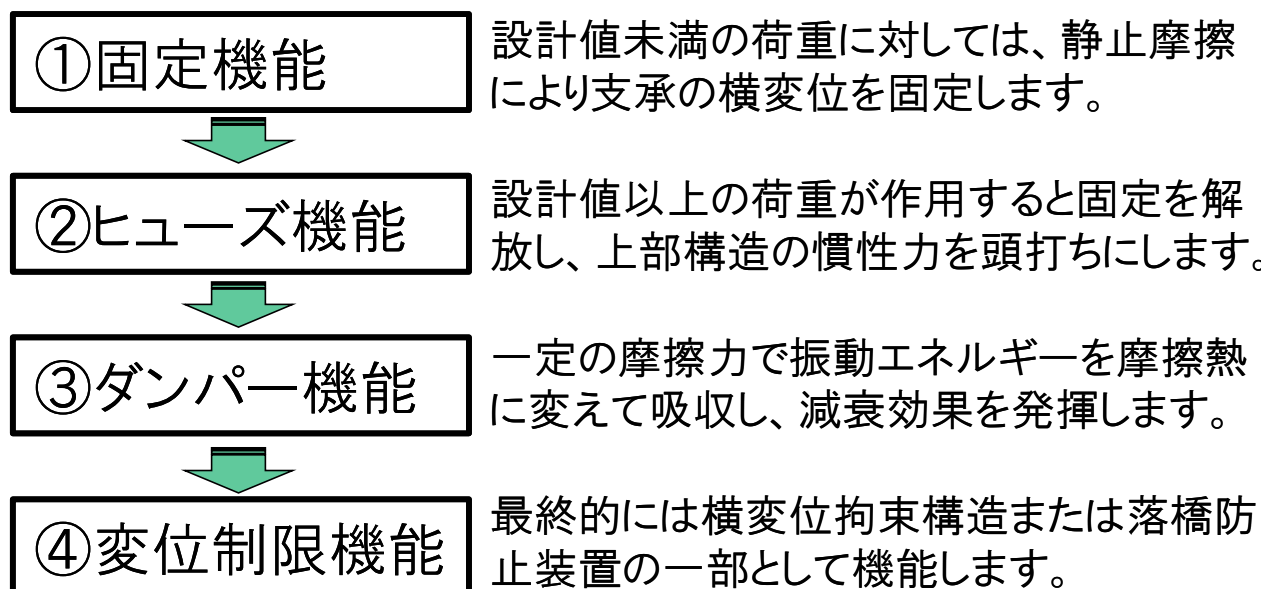 ①固定機能
設計値未満の荷重に対しては、静止摩擦
により支承の横変位を固定します。
②ヒューズ機能
設計値以上の荷重が作用すると固定を解
放し、上部構造の慣性力を頭打ちにします。
③ダンパー機能
一定の摩擦力で振動エネルギーを摩擦熱
に変えて吸収し、減衰効果を発揮します。
④変位制限機能
最終的には横変位拘束構造または落橋防
止装置の一部として機能します。